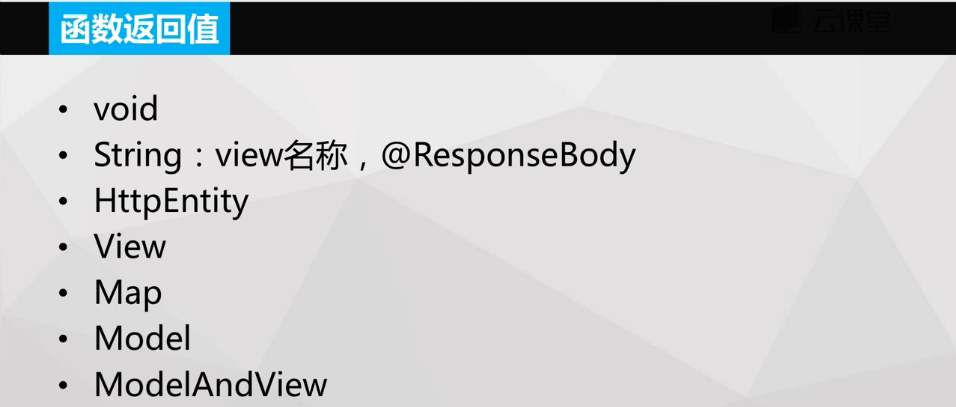 函数返回值
云课堂
• void
• String：view名称，@ResponseBody
• HttpEntity
• View
• Map
• Model
• ModelAndView